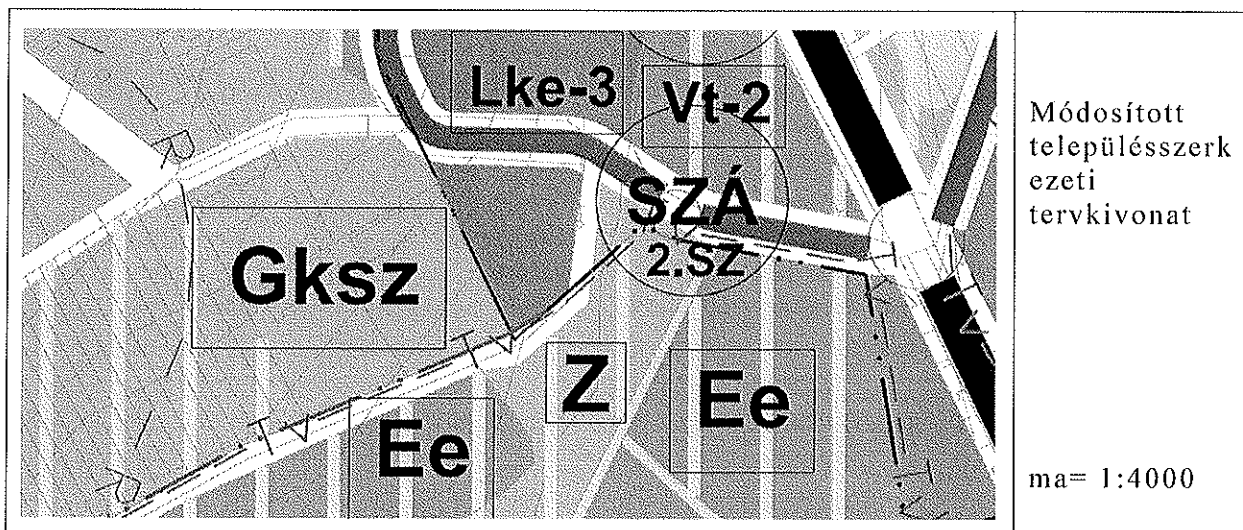 Lke-3
Vt-2
SZÁ
2.SZ
Gksz
Z
Ee
Ee
R
R
T
T
Módosított
településszerk
ezeti
tervkivonat
ma= 1:4000